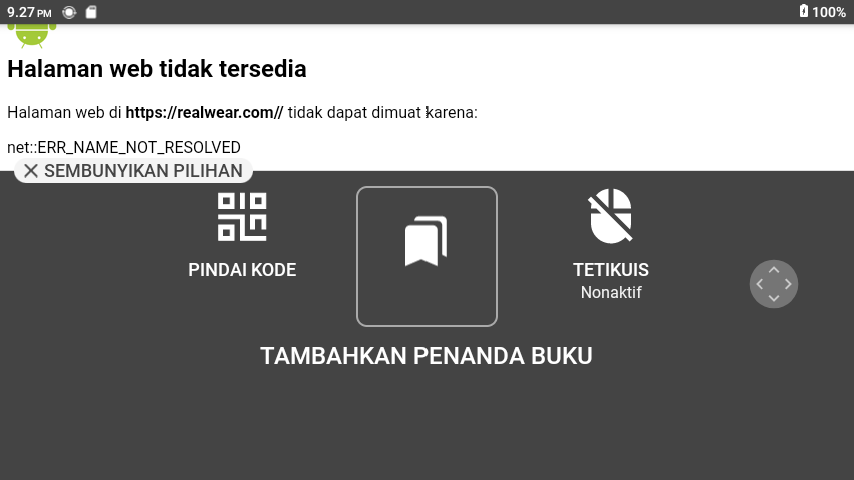 9.27 PM
100%
Halaman web tidak tersedia
Halaman web di https://realwear.com// tidak dapat dimuat karena:
net::ERR_NAME_NOT_RESOLVED
SEMBUNYIKAN PILIHAN
PINDAI KODE
TETIKUIS
Nonaktif
TAMBAHKAN PENANDA BUKU